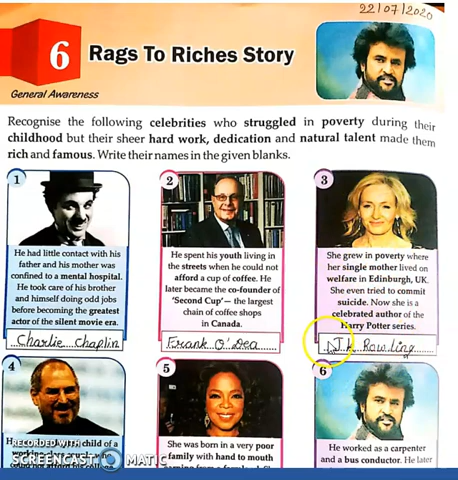 22/07/2020
6
Rags To Riches Story
General Awareness
Recognise the following celebrities who struggled in poverty during their
childhood but their sheer hard work, dedication and natural talent made them
rich and famous. Write their names in the given blanks.
1
He had little contact with his
father and his mother was
confined to a mental hospital.
He took care of his brother
and himself doing odd jobs
before becoming the greatest
actor of the silent movie era.
Charlie Chaplin
2
He spent his youth living in
the streets when he could not
afford a cup of coffee. He
later became the co-founder of
'Second Cup'— the largest
chain of coffee shops
in Canada.
Frank O'Dea
3
She grew in poverty where
her single mother lived on
welfare in Edinburgh, UK.
She even tried to commit
suicide. Now she is a
celebrated author of the
Harry Potter series.
J.K Rowling
4
child of a
5
She was born in a very poor
family with hand to mouth
6
He worked as a carpenter
and a bus conductor. He later
RECORDED WITH
SCREENCAST MATIC